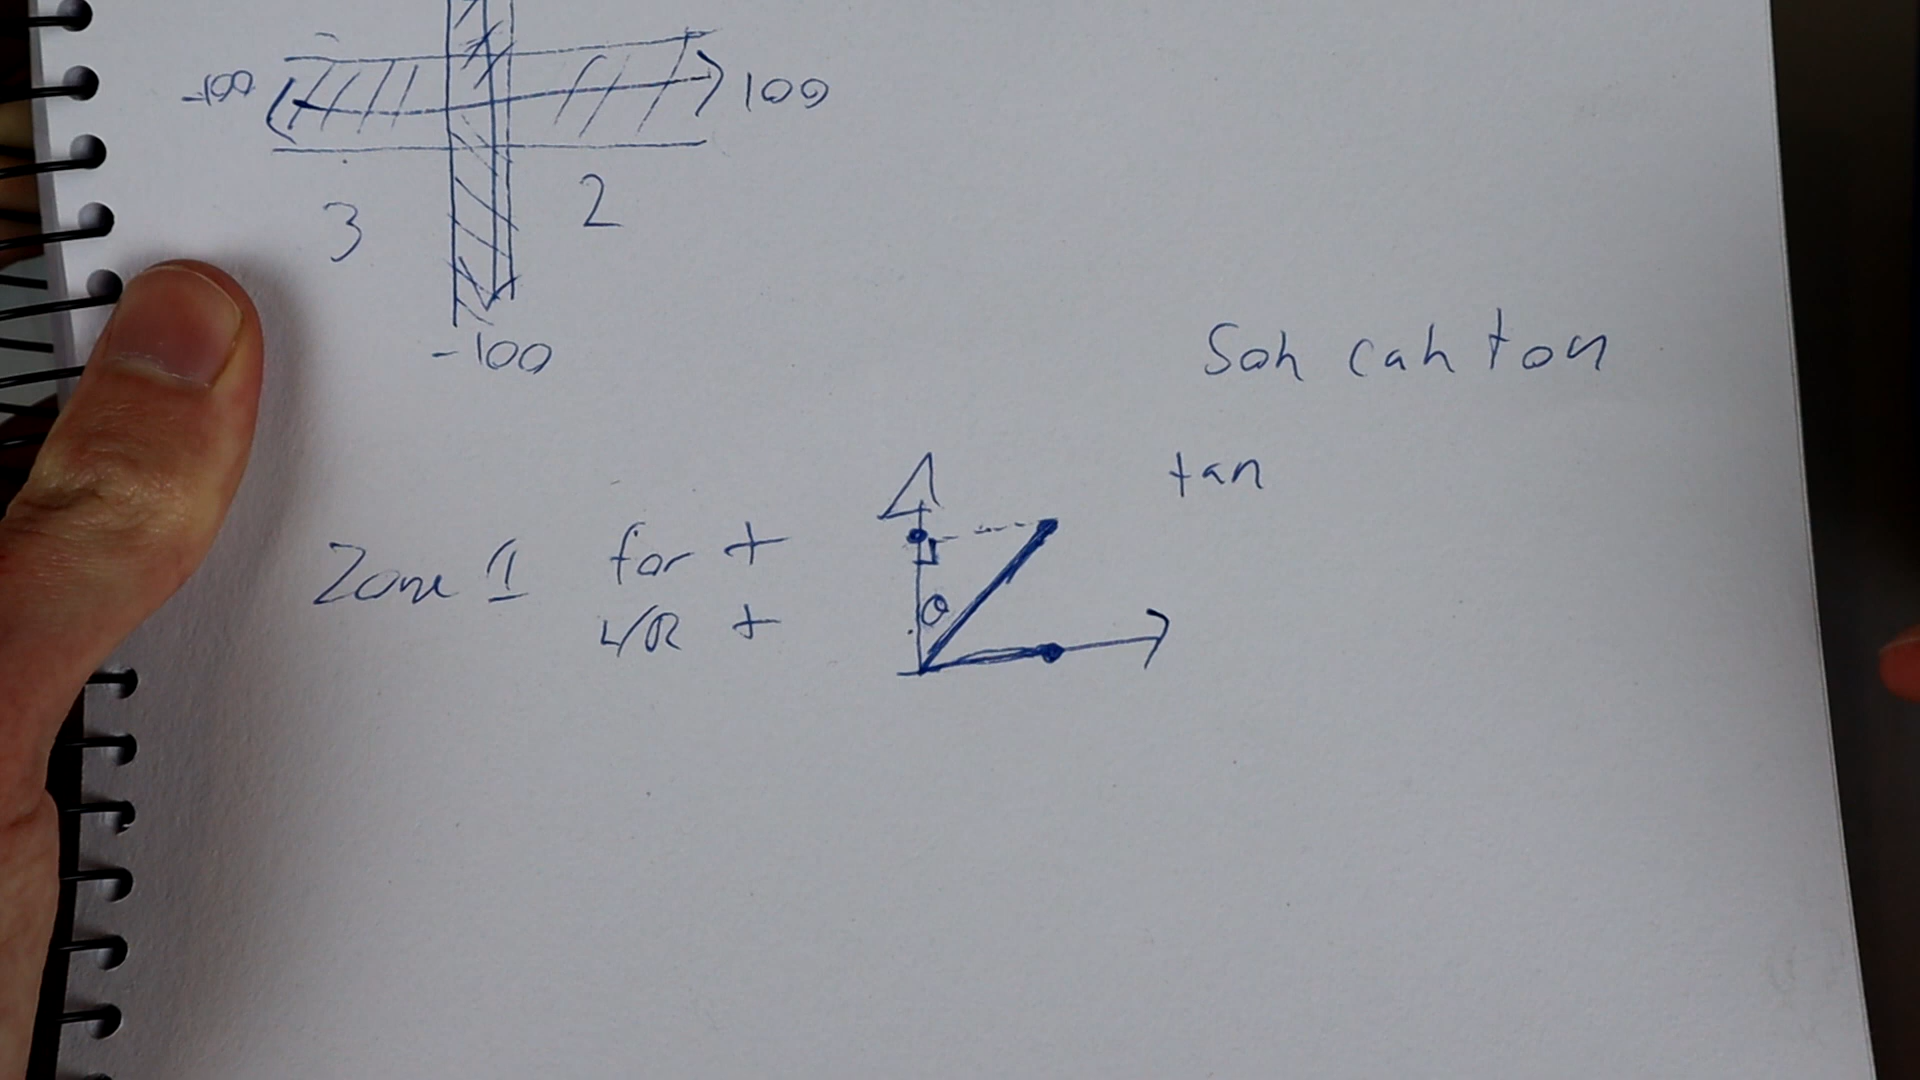 -100
100
3
2
-100
Soh cah toa
tan
Zone 1 for +
L/R +
θ